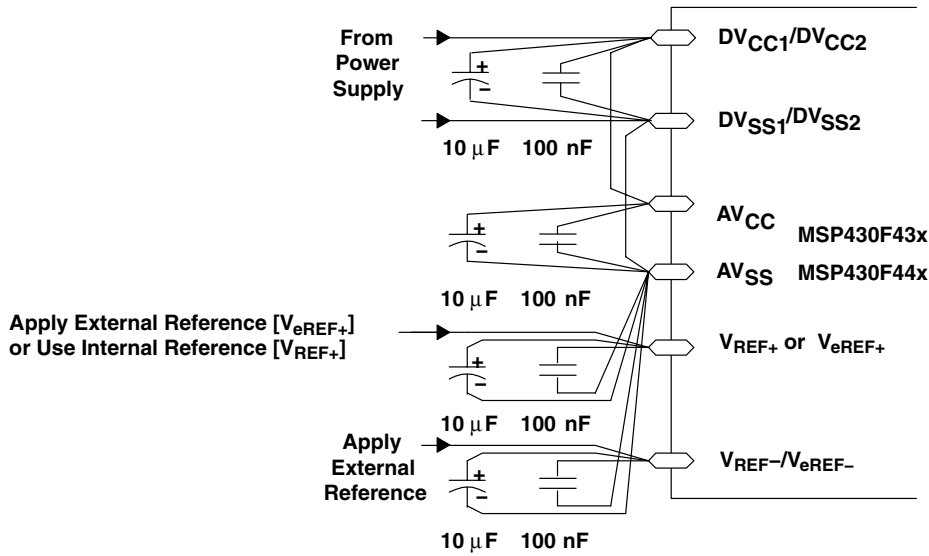 From
Power
Supply
+
−
DVCC1/DVCC2
DVSS1/DVSS2
10 μF 100 nF
+
−
AVCC
MSP430F43x
AVSS MSP430F44x
10 μF 100 nF
Apply External Reference [VeREF+]
or Use Internal Reference [VREF+]
+
−
VREF+ or VeREF+
10 μF 100 nF
Apply
External
Reference
+
−
VREF−/VeREF−
10 μF 100 nF